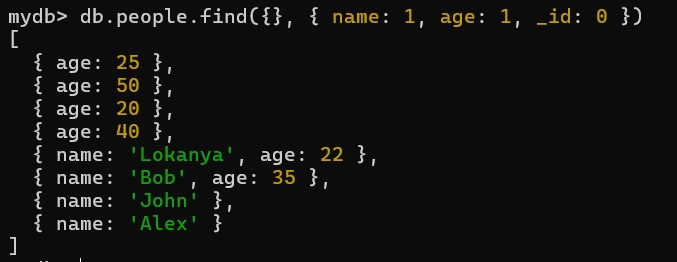 mydb> db.people.find({}, { name: 1, age: 1, _id: 0 })
[
  { age: 25 },
  { age: 50 },
  { age: 20 },
  { age: 40 },
  { name: 'Lokanya', age: 22 },
  { name: 'Bob', age: 35 },
  { name: 'John' },
  { name: 'Alex' }
]